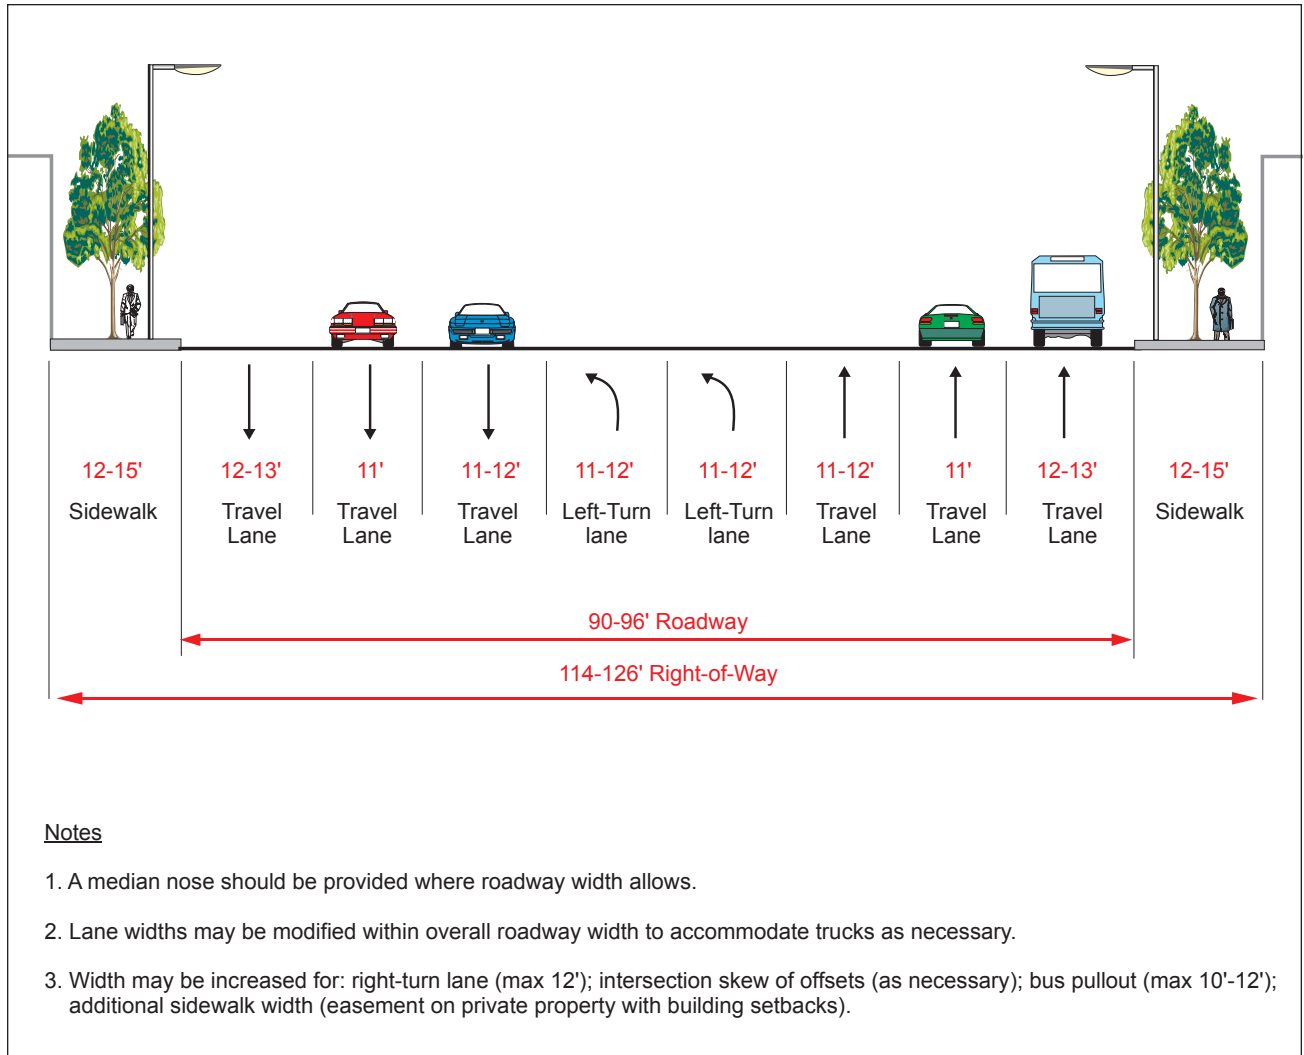 12-15' 12-13' 11' 11-12' 11-12' 11-12' 11-12' 11' 12-13' 12-15'
Sidewalk Travel Travel Travel Left-Turn Left-Turn Travel Travel Travel Sidewalk
Lane Lane Lane lane lane Lane Lane Lane
90-96' Roadway
114-126' Right-of-Way
Notes
1. A median nose should be provided where roadway width allows.
2. Lane widths may be modified within overall roadway width to accommodate trucks as necessary.
3. Width may be increased for: right-turn lane (max 12'); intersection skew of offsets (as necessary); bus pullout (max 10'-12');
additional sidewalk width (easement on private property with building setbacks).